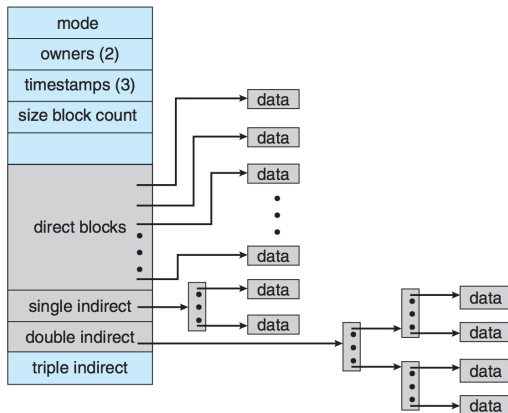 mode
owners (2)
timestamps (3)
size block count
direct blocks
single indirect
double indirect
triple indirect
data
data
data
data
data
data
data
data
data
data